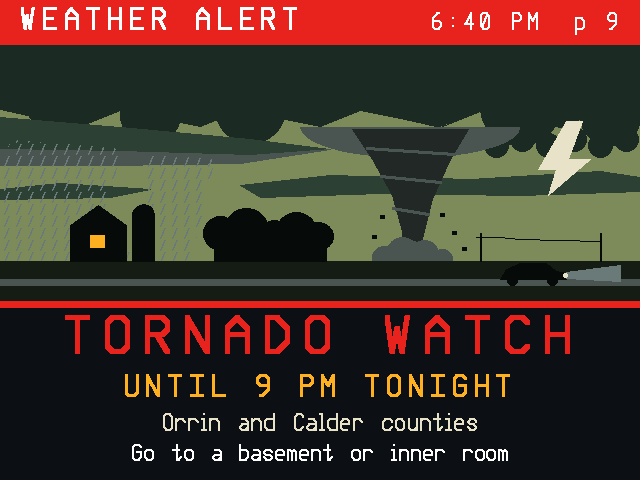 WEATHER ALERT 6:40 PM p 9
TORNADO WATCH
UNTIL 9 PM TONIGHT
Orrin and Calder counties
Go to a basement or inner room